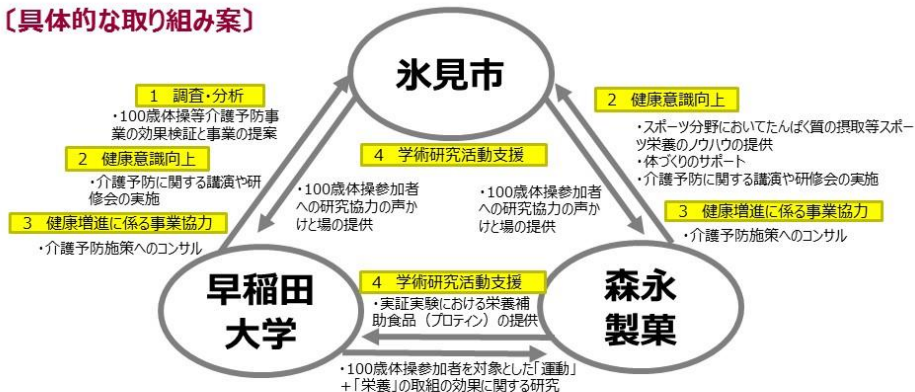 〔具体的な取り組み案〕
氷見市
1　調査・分析
・100歳体操等介護予防事
業の効果検証と事業の提案
2　健康意識向上
・介護予防に関する講演や研
修会の実施
3　健康増進に係る事業協力
・介護予防施策へのコンサル
4　学術研究活動支援
・100歳体操参加者
への研究協力の声か
けと場の提供
・100歳体操参加者
への研究協力の声か
けと場の提供
2　健康意識向上
・スポーツ分野においてたんぱく質の摂取等スポー
ツ栄養のノウハウの提供
・体づくりのサポート
・介護予防に関する講演や研修会の実施
3　健康増進に係る事業協力
・介護予防施策へのコンサル
早稲田
大学
4　学術研究活動支援
・実証実験における栄養補
助食品（プロティン）の提供
森永
製菓
・100歳体操参加者を対象とした「運動」
＋「栄養」の取組の効果に関する研究